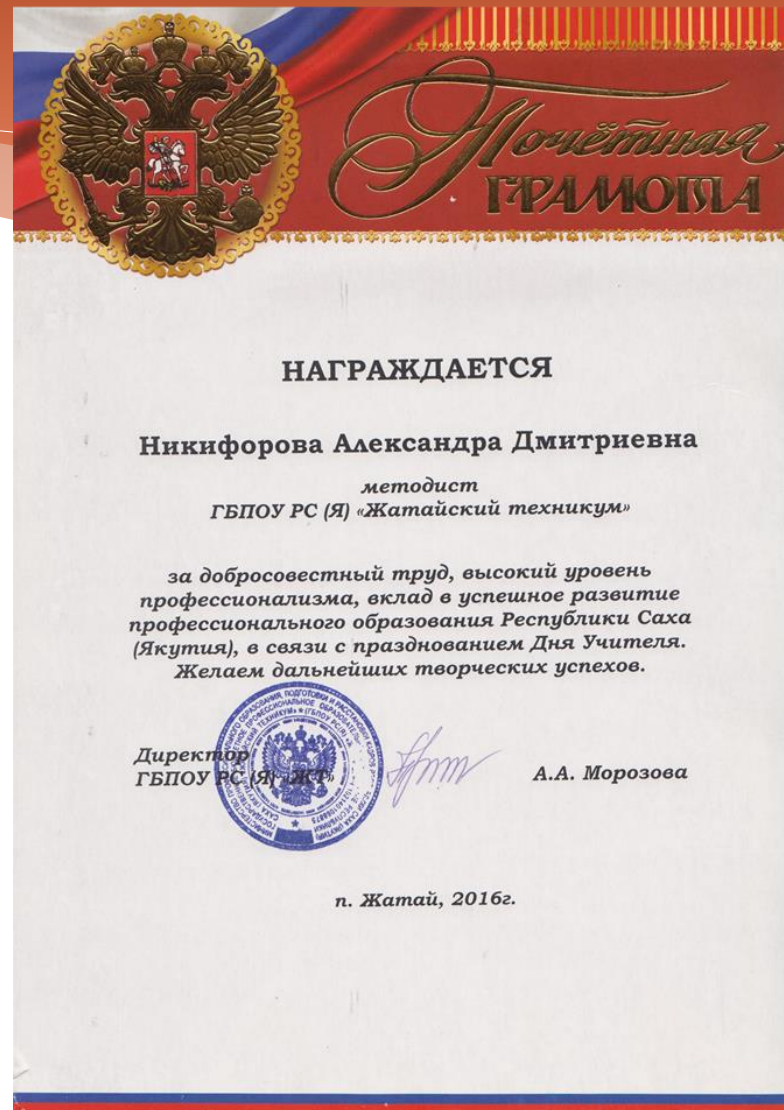 Почётная
ГРАМОТА
НАГРАЖДАЕТСЯ
Никифорова Александра Дмитриевна
методист
ГБПОУ РС (Я) «Жатайский техникум»
за добросовестный труд, высокий уровень
профессионализма, вклад в успешное развитие
профессионального образования Республики Саха
(Якутия), в связи с празднованием Дня Учителя.
Желаем дальнейших творческих успехов.
Директор
ГБПОУ РС (Я) «ЖТ»
А.А. Морозова
п. Жатай, 2016г.